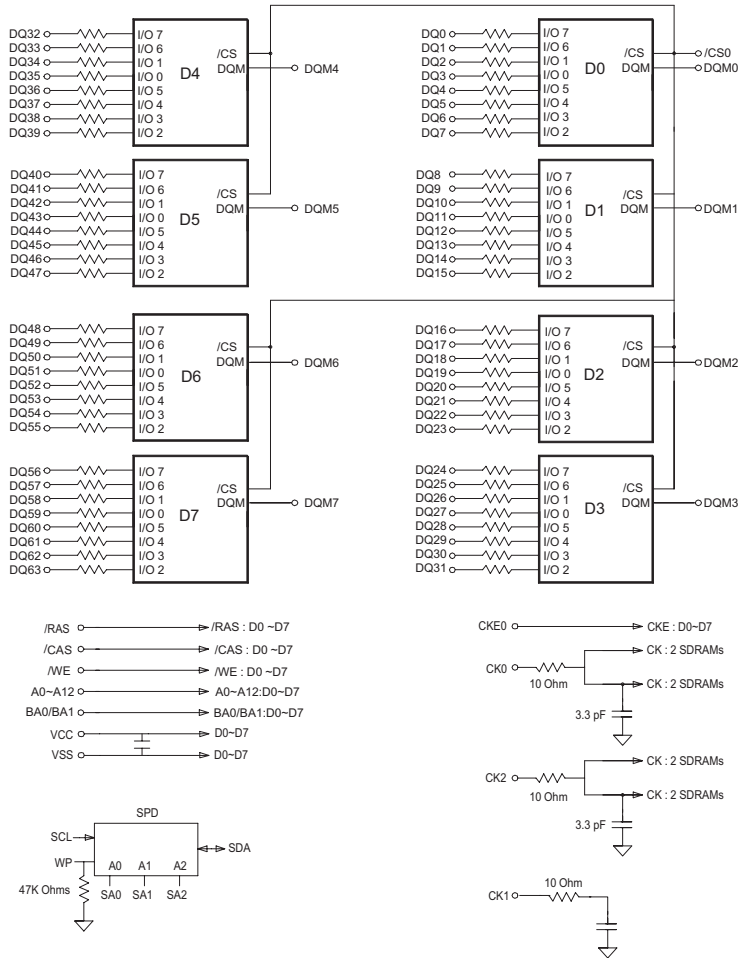 DQ32 I/O 7
DQ33 I/O 6
DQ34 I/O 1
DQ35 I/O 0
DQ36 I/O 5
DQ37 I/O 4
DQ38 I/O 3
DQ39 I/O 2
D4
/CS
DQM DQM4
DQ0 I/O 7
DQ1 I/O 6
DQ2 I/O 1
DQ3 I/O 0
DQ4 I/O 5
DQ5 I/O 4
DQ6 I/O 3
DQ7 I/O 2
D0
/CS /CS0
DQM DQM0
DQ40 I/O 7
DQ41 I/O 6
DQ42 I/O 1
DQ43 I/O 0
DQ44 I/O 5
DQ45 I/O 4
DQ46 I/O 3
DQ47 I/O 2
D5
/CS
DQM DQM5
DQ8 I/O 7
DQ9 I/O 6
DQ10 I/O 1
DQ11 I/O 0
DQ12 I/O 5
DQ13 I/O 4
DQ14 I/O 3
DQ15 I/O 2
D1
/CS
DQM DQM1
DQ48 I/O 7
DQ49 I/O 6
DQ50 I/O 1
DQ51 I/O 0
DQ52 I/O 5
DQ53 I/O 4
DQ54 I/O 3
DQ55 I/O 2
D6
/CS
DQM DQM6
DQ16 I/O 7
DQ17 I/O 6
DQ18 I/O 1
DQ19 I/O 0
DQ20 I/O 5
DQ21 I/O 4
DQ22 I/O 3
DQ23 I/O 2
D2
/CS
DQM DQM2
DQ56 I/O 7
DQ57 I/O 6
DQ58 I/O 1
DQ59 I/O 0
DQ60 I/O 5
DQ61 I/O 4
DQ62 I/O 3
DQ63 I/O 2
D7
/CS
DQM DQM7
DQ24 I/O 7
DQ25 I/O 6
DQ26 I/O 1
DQ27 I/O 0
DQ28 I/O 5
DQ29 I/O 4
DQ30 I/O 3
DQ31 I/O 2
D3
/CS
DQM DQM3
/RAS /RAS : D0 ~D7
/CAS /CAS : D0 ~ D7
/WE /WE : D0 ~ D7
A0~A12 A0~A12:D0~D7
BA0/BA1 BA0/BA1:D0~D7
VCC D0~D7
VSS D0~D7
SPD
SCL
WP
A0 A1 A2
SDA
47K Ohms
SA0 SA1 SA2
CKE0 CKE : D0~D7
CK : 2 SDRAMs
CK0
10 Ohm
CK : 2 SDRAMs
3.3 pF
CK : 2 SDRAMs
CK2
10 Ohm
CK : 2 SDRAMs
3.3 pF
10 Ohm
CK1